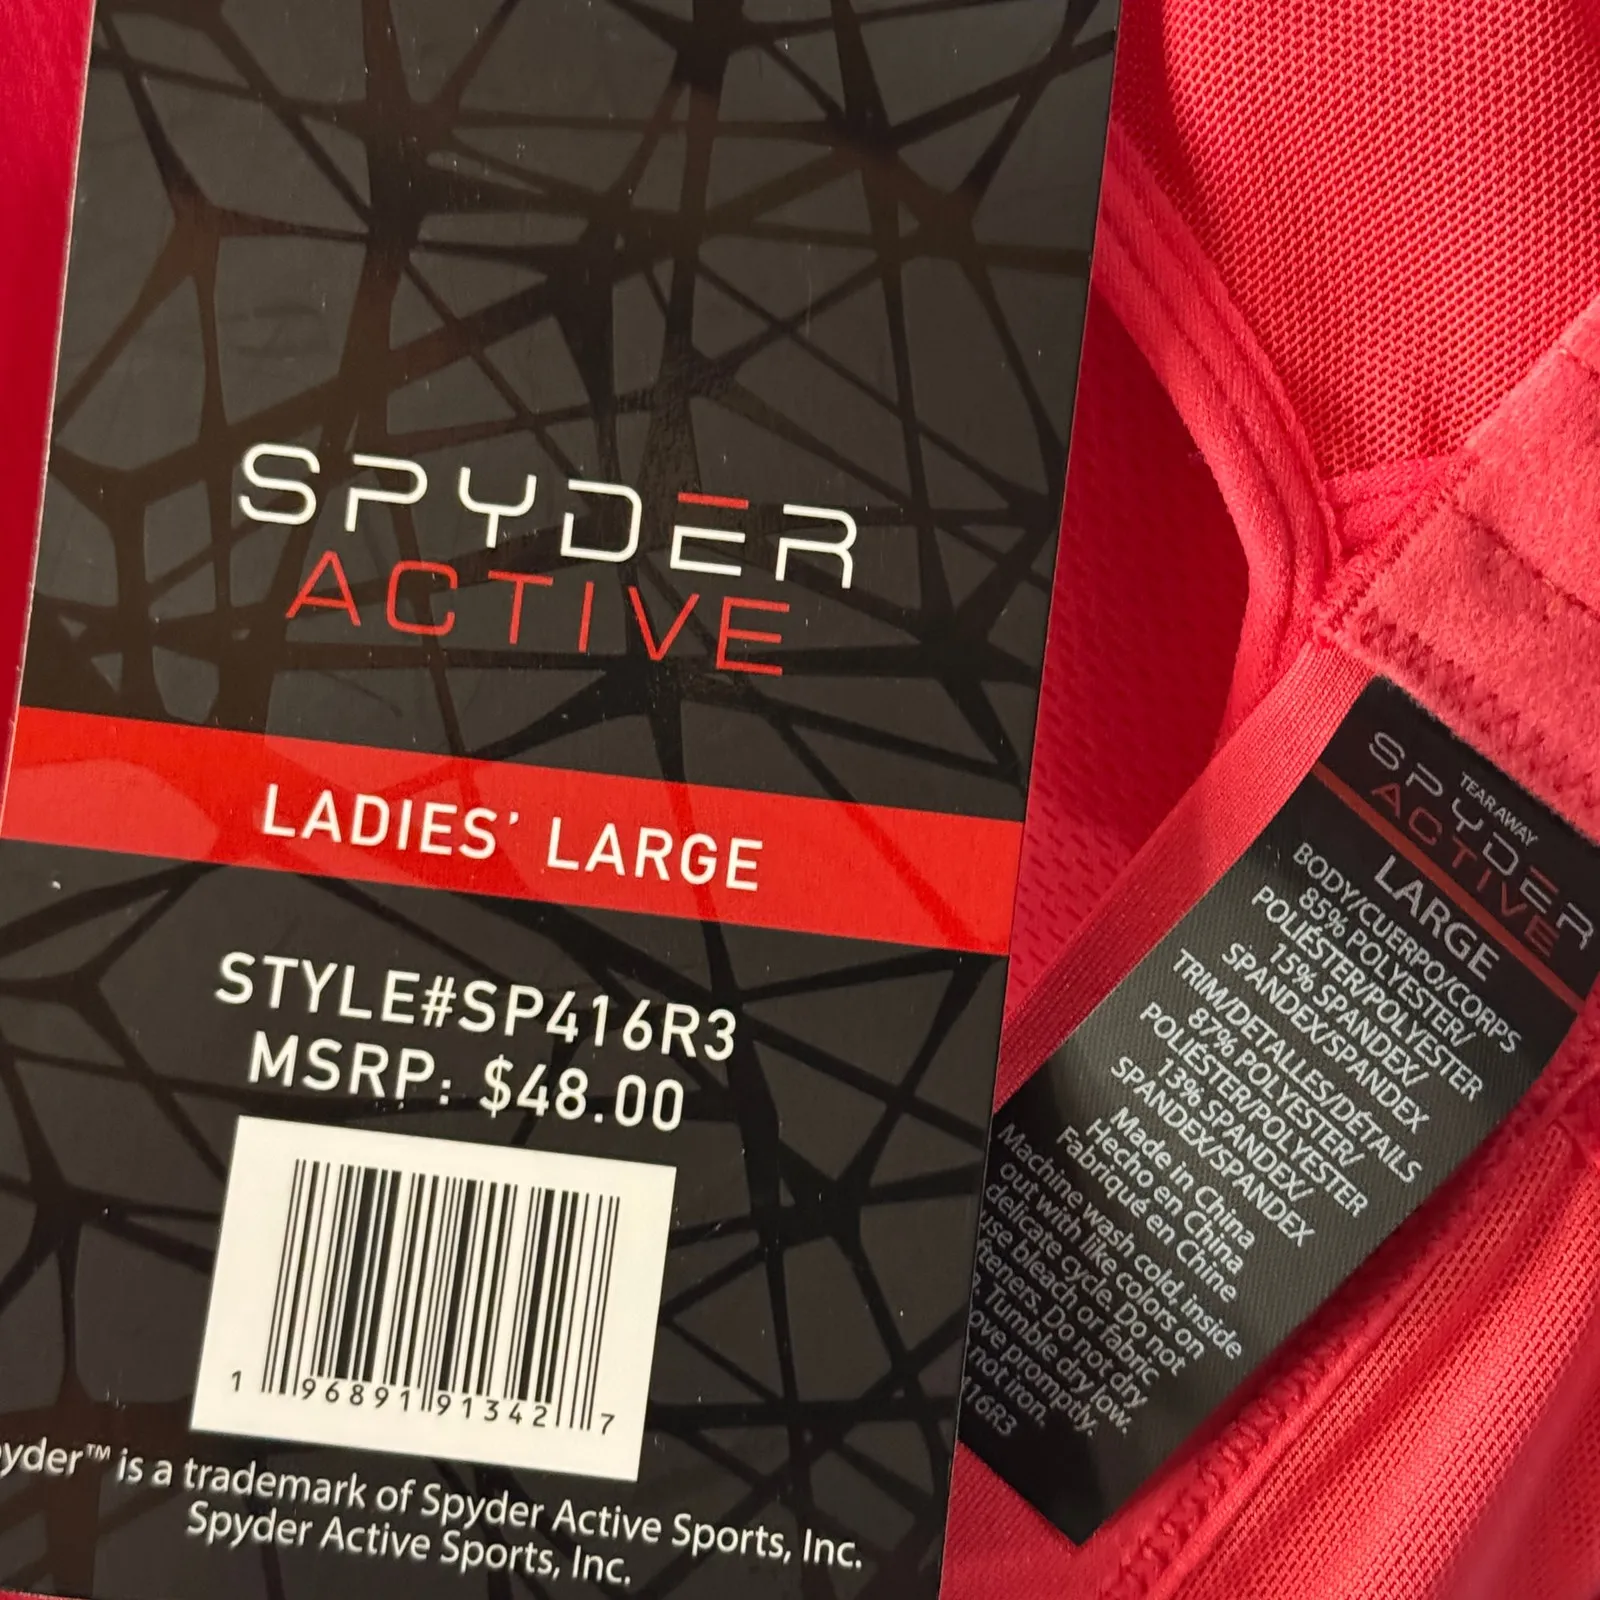 SPYDER
ACTIVE
LADIES' LARGE
STYLE#SP416R3
MSRP: $48.00
1 96891 91342 7
yder™ is a trademark of Spyder Active Sports, Inc.
Spyder Active Sports, Inc.
TEAR AWAY
SPYDER
ACTIVE
LARGE
BODY/CUERPO/CORPS
85% POLYESTER/
POLIÉSTER/POLYESTER
15% SPANDEX/
SPANDEX/SPANDEX
TRIM/DETALLES/DÉTAILS
87% POLYESTER/
POLIÉSTER/POLYESTER
13% SPANDEX/
SPANDEX/SPANDEX
Made in China
Hecho en China
Fabriqué en Chine
Machine wash cold, inside
out with like colors on
delicate cycle. Do not
use bleach or fabric
fteners. Do not dry
Tumble dry low.
ove promptly.
not iron.
16R3